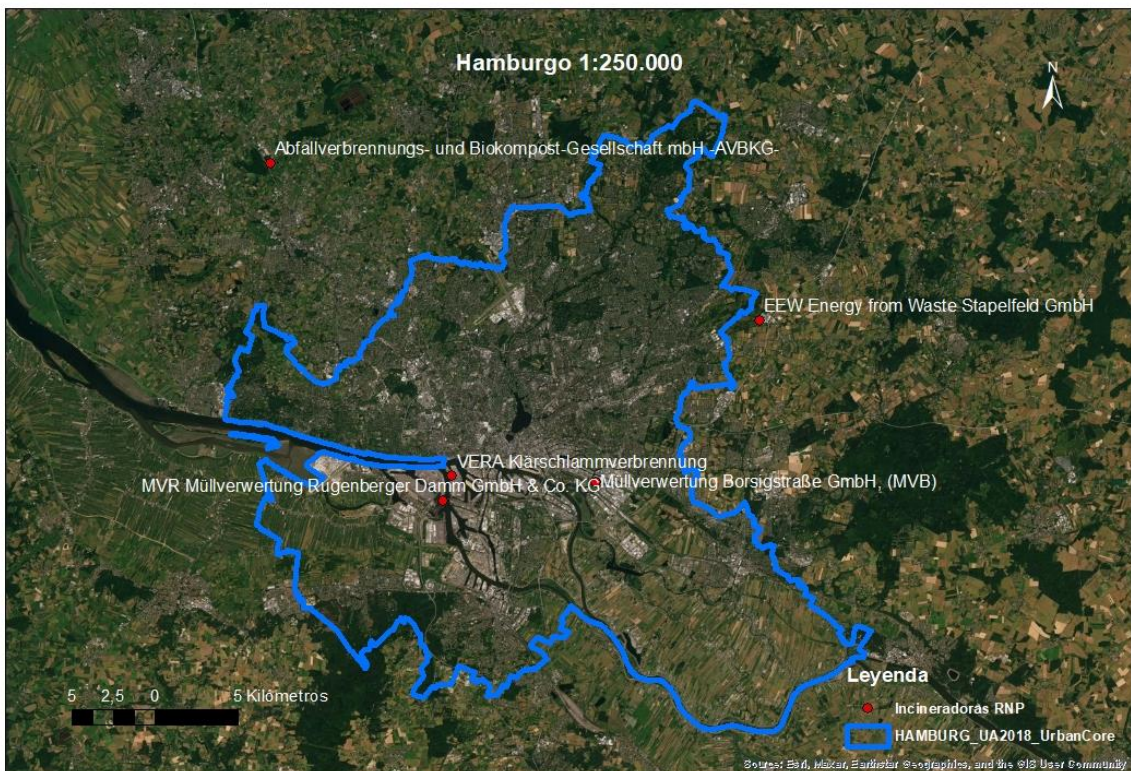 Hamburgo 1:250.000
N
Abfallverbrennungs- und Biokompost-Gesellschaft mbH -AVBKG-
EEW Energy from Waste Stapelfeld GmbH
VERA Klärschlammverbrennung
MVR Müllverwertung Rugenberger Damm GmbH & Co. KG
Müllverwertung Borsigstraße GmbH, (MVB)
Leyenda
5 2,5 0 5 Kilómetros
Incineradoras RNP
HAMBURG_UA2018_UrbanCore
Source: Esri, Maxar, Earthstar Geographics, and the GIS User Community